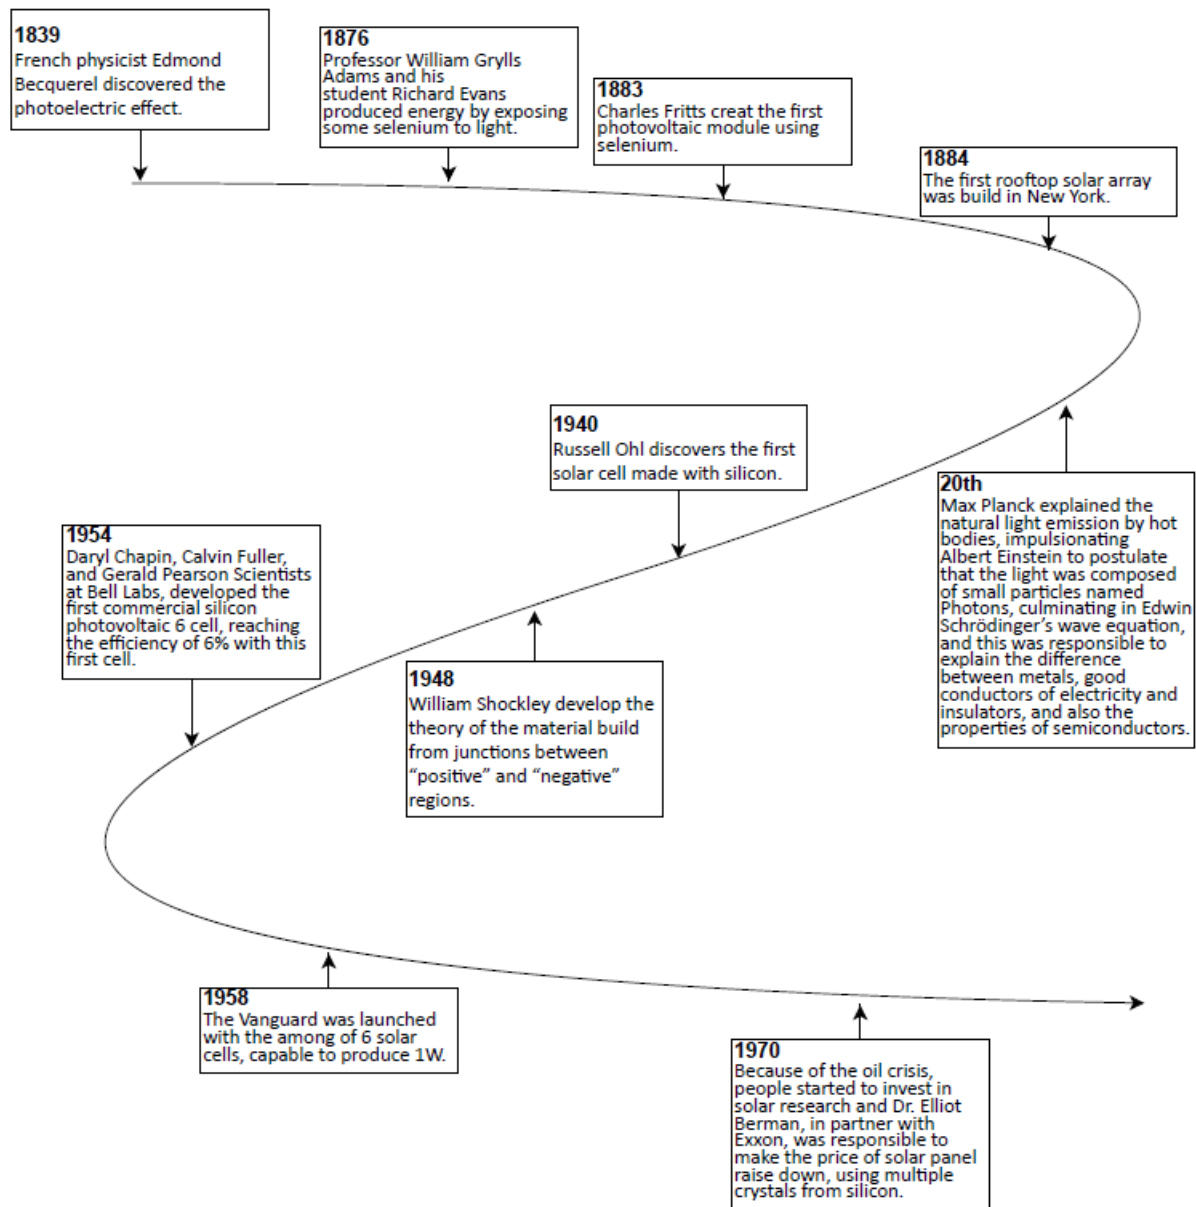 1839
French physicist Edmond
Becquerel discovered the
photoelectric effect.
1876
Professor William Grylls
Adams and his
student Richard Evans
produced energy by exposing
some selenium to light.
1883
Charles Fritts creat the first
photovoltaic module using
selenium.
1884
The first rooftop solar array
was build in New York.
20th
Max Planck explained the
natural light emission by hot
bodies, impulsionating
Albert Einstein to postulate
that the light was composed
of small particles named
Photons, culminating in Edwin
Schrödinger’s wave equation,
and this was responsible to
explain the difference
between metals, good
conductors of electricity and
insulators, and also the
properties of semiconductors.
1940
Russell Ohl discovers the first
solar cell made with silicon.
1948
William Shockley develop the
theory of the material build
from junctions between
“positive” and “negative”
regions.
1954
Daryl Chapin, Calvin Fuller,
and Gerald Pearson Scientists
at Bell Labs, developed the
first commercial silicon
photovoltaic 6 cell, reaching
the efficiency of 6% with this
first cell.
1958
The Vanguard was launched
with the among of 6 solar
cells, capable to produce 1W.
1970
Because of the oil crisis,
people started to invest in
solar research and Dr. Elliot
Berman, in partner with
Exxon, was responsible to
make the price of solar panel
raise down, using multiple
crystals from silicon.